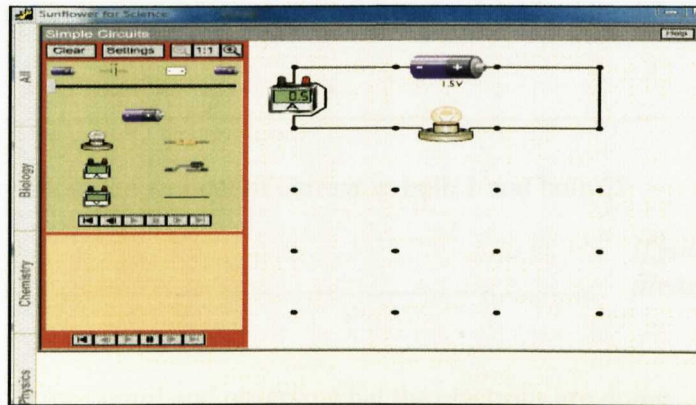 Sunflower for Science
Simple Circuits
Clear Settings 1:1
All
Biology
Chemistry
Physics
0.5
A
- +
1.5V